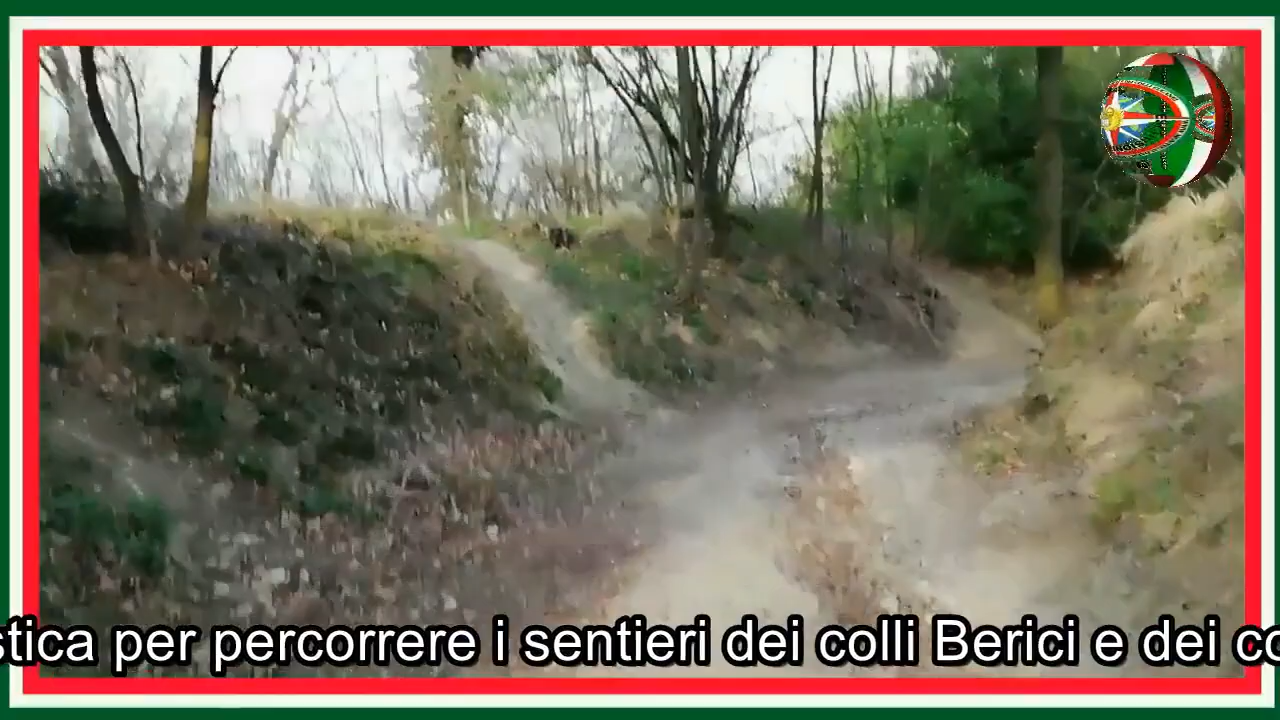 stica per percorrere i sentieri dei colli Berici e dei co